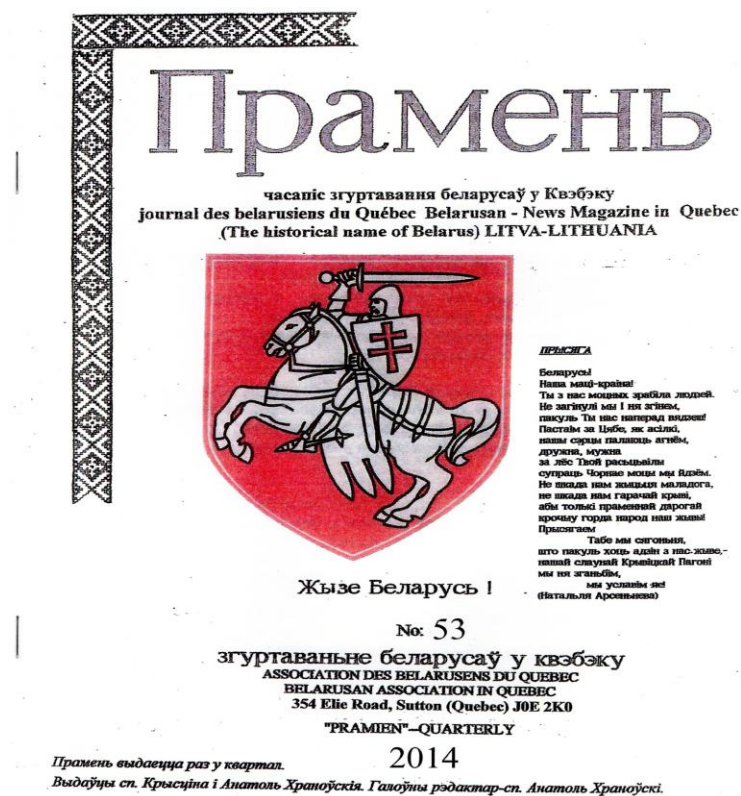 Прамень
часапіс згуртавання беларусаў у Квэбэку
journal des belarusiens du Québec Belarusan - News Magazine in Quebec
(The historical name of Belarus) LITVA-LITHUANIA
ПРЫСЯГА
Беларусь!
Наша маці-краіна!
Ты з нас моцных зрабіла людзей.
Не загінулі мы І ня згінем,
пакуль Ты нас наперад вядзеш!
Пастаім за Цябе, як асілкі,
нашы сэрцы палаюць агнём,
дружна, мужна
за лёс Твой расьцьвілы
супраць Чорнае моцы мы йдзём.
Не шкада нам жыцьця маладога,
не шкада нам гарачай крыві,
абы толькі праменнай дарогай
крочыў горда народ наш жывы!
Прысягаем
Табе мы сягоньня,
што пакуль хоць адзін з нас жыве,-
нашай слаўнай Крывіцкай Пагоні
мы ня зганьбім,
мы уславім яе!
(Натальля Арсеньнева)
Жызе Беларусь !
No: 53
згуртаваньне беларусаў у квэбэку
ASSOCIATION DES BELARUSENS DU QUEBEC
BELARUSAN ASSOCIATION IN QUEBEC
354 Elie Road, Sutton (Quebec) J0E 2K0
"PRAMIEN"--QUARTERLY
2014
Прамень выдаецца раз у квартал.
Выдаўцы сп. Крысціна і Анатоль Храноўскія. Галоўны рэдактар-сп. Анатоль Храноўскі.